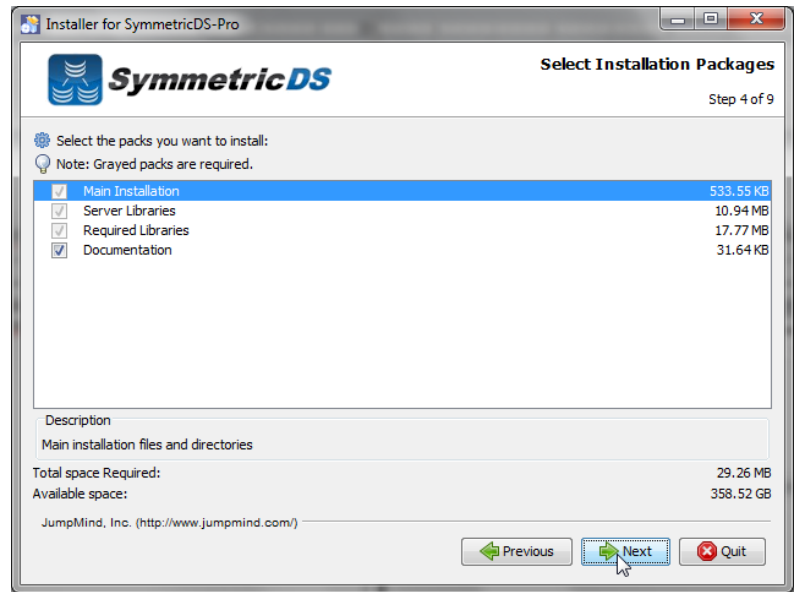 Installer for SymmetricDS-Pro
SymmetricDS
Select Installation Packages
Step 4 of 9
Select the packs you want to install:
Note: Grayed packs are required.
Main Installation 533.55 KB
Server Libraries 10.94 MB
Required Libraries 17.77 MB
Documentation 31.64 KB
Description
Main installation files and directories
Total space Required: 29.26 MB
Available space: 358.52 GB
JumpMind, Inc. (http://www.jumpmind.com/)
Previous Next Quit